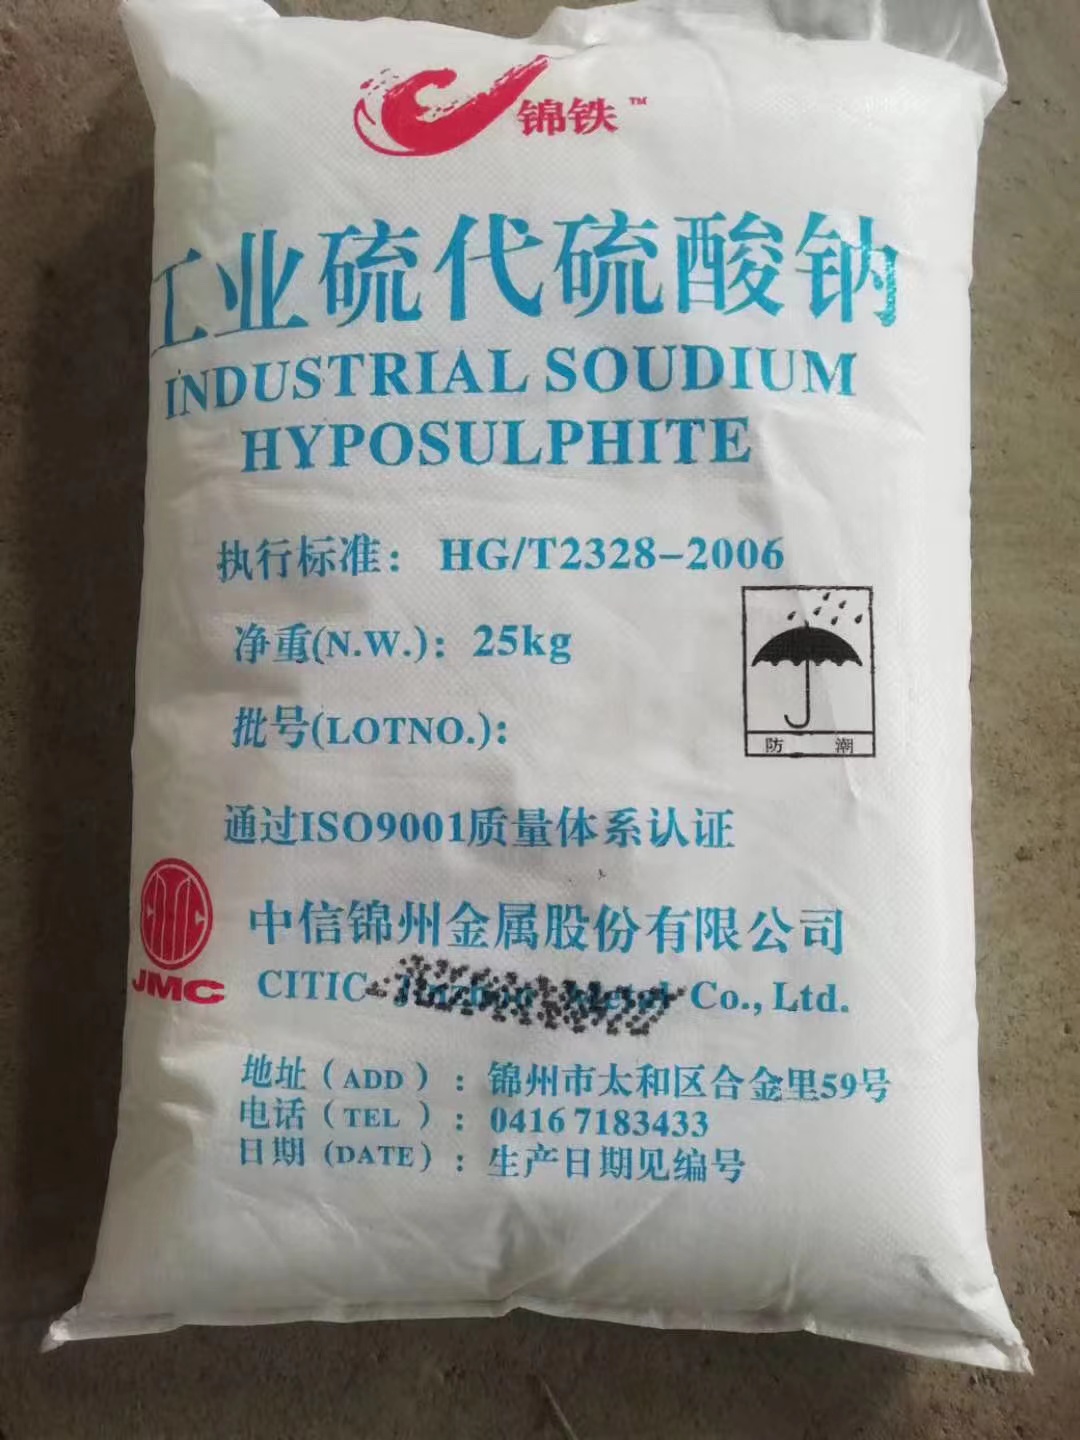 锦铁™
工业硫代硫酸钠
INDUSTRIAL SOUDIUM
HYPOSULPHITE
执行标准： HG/T2328-2006
净重(N.W.)：25kg
批号(LOTNO.)：
防 潮
通过ISO9001质量体系认证
JMC
中信锦州金属股份有限公司
CITIC Jinzhou Metal Co., Ltd.
地址（ADD）：锦州市太和区合金里59号
电话（TEL）：0416 7183433
日期（DATE）：生产日期见编号